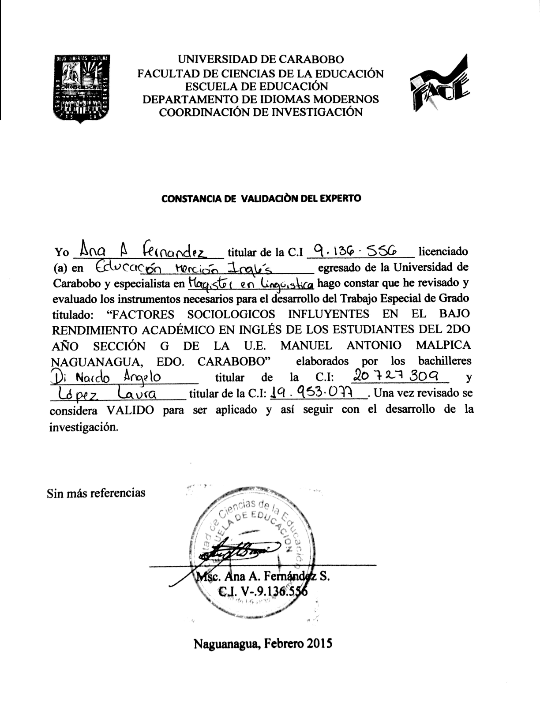 UNIVERSIDAD DE CARABOBO
FACULTAD DE CIENCIAS DE LA EDUCACIÓN
ESCUELA DE EDUCACIÓN
DEPARTAMENTO DE IDIOMAS MODERNOS
COORDINACIÓN DE INVESTIGACIÓN
FACE
CONSTANCIA DE VALIDACIÒN DEL EXPERTO
Yo Ana A Fernandez titular de la C.I 9.136.556 licenciado
(a) en Educación Mención Inglés egresado de la Universidad de
Carabobo y especialista en Magister en Linguistica hago constar que he revisado y
evaluado los instrumentos necesarios para el desarrollo del Trabajo Especial de Grado
titulado: “FACTORES SOCIOLOGICOS INFLUYENTES EN EL BAJO
RENDIMIENTO ACADÉMICO EN INGLÉS DE LOS ESTUDIANTES DEL 2DO
AÑO SECCIÓN G DE LA U.E. MANUEL ANTONIO MALPICA
NAGUANAGUA, EDO. CARABOBO” elaborados por los bachilleres
Di Nardo Angelo titular de la C.I: 20727309 y
López Laura titular de la C.I: 19.953.077. Una vez revisado se
considera VALIDO para ser aplicado y así seguir con el desarrollo de la
investigación.
Sin más referencias
de Ciencias de la Educación
ESCUELA DE EDUCACION
Msc. Ana A. Fernández S.
C.I. V-.9.136.556
Naguanagua, Febrero 2015